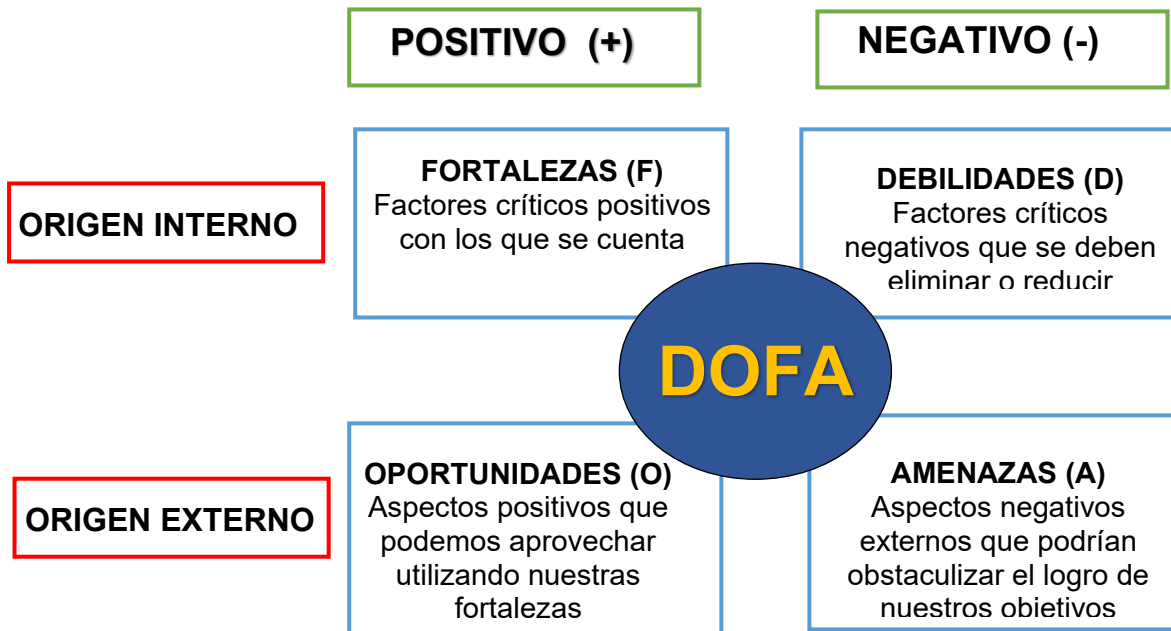 POSITIVO (+)
NEGATIVO (-)
ORIGEN INTERNO
FORTALEZAS (F)
Factores críticos positivos
con los que se cuenta
DEBILIDADES (D)
Factores críticos
negativos que se deben
eliminar o reducir
DOFA
ORIGEN EXTERNO
OPORTUNIDADES (O)
Aspectos positivos que
podemos aprovechar
utilizando nuestras
fortalezas
AMENAZAS (A)
Aspectos negativos
externos que podrían
obstaculizar el logro de
nuestros objetivos